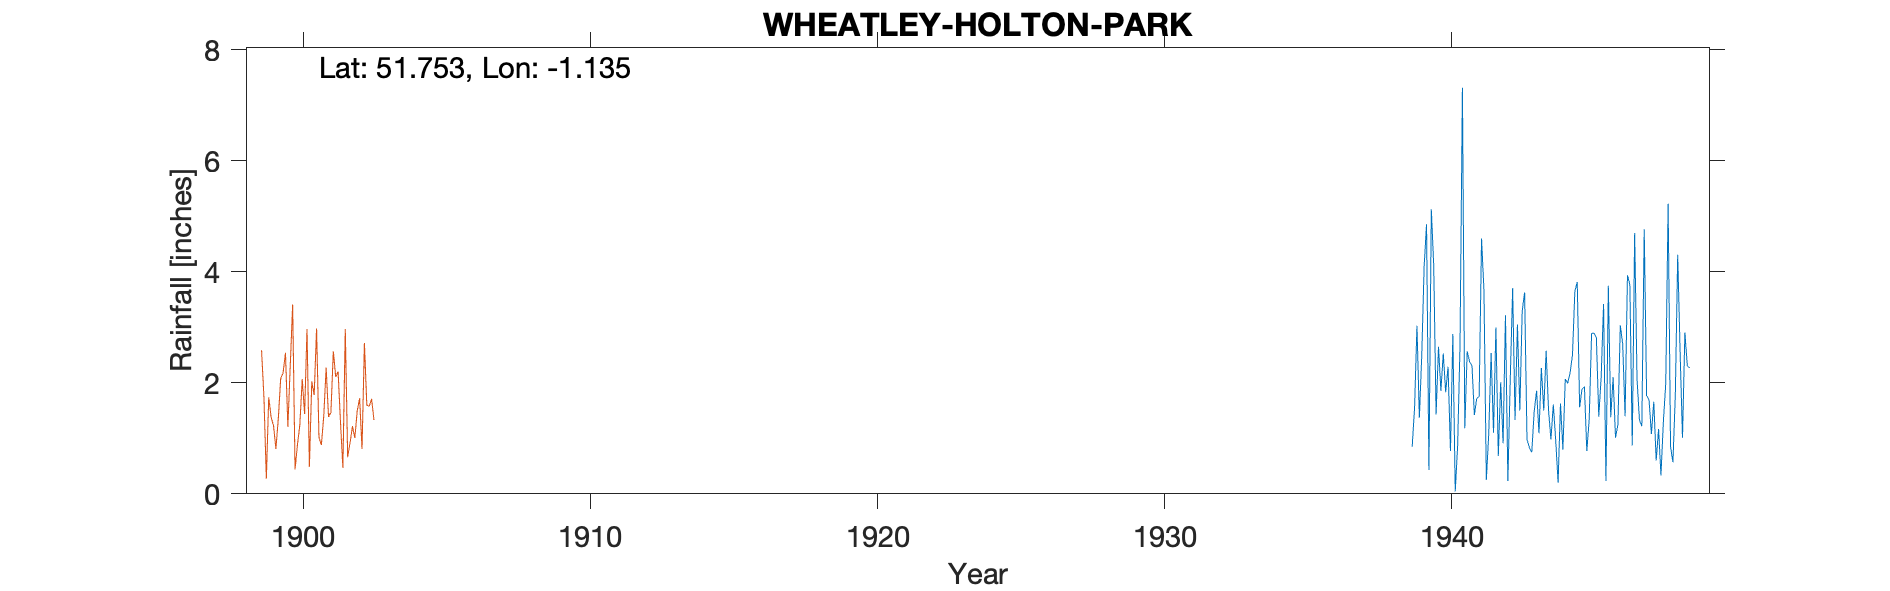 WHEATLEY-HOLTON-PARK
Lat: 51.753, Lon: -1.135
Rainfall [inches]
8
6
4
2
0
1900 1910 1920 1930 1940
Year